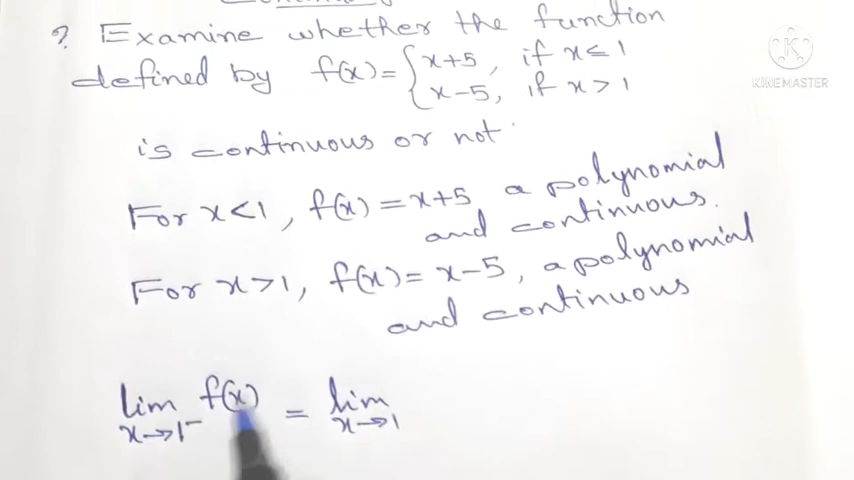 ? Examine whether the function
defined by f(x) = { x+5, if x ≤ 1
x-5, if x > 1
KINEMASTER
is continuous or not
For x < 1, f(x) = x+5 a polynomial
and continuous.
For x > 1, f(x) = x-5, a polynomial
and continuous
lim f(x) = lim
x→1⁻ x→1